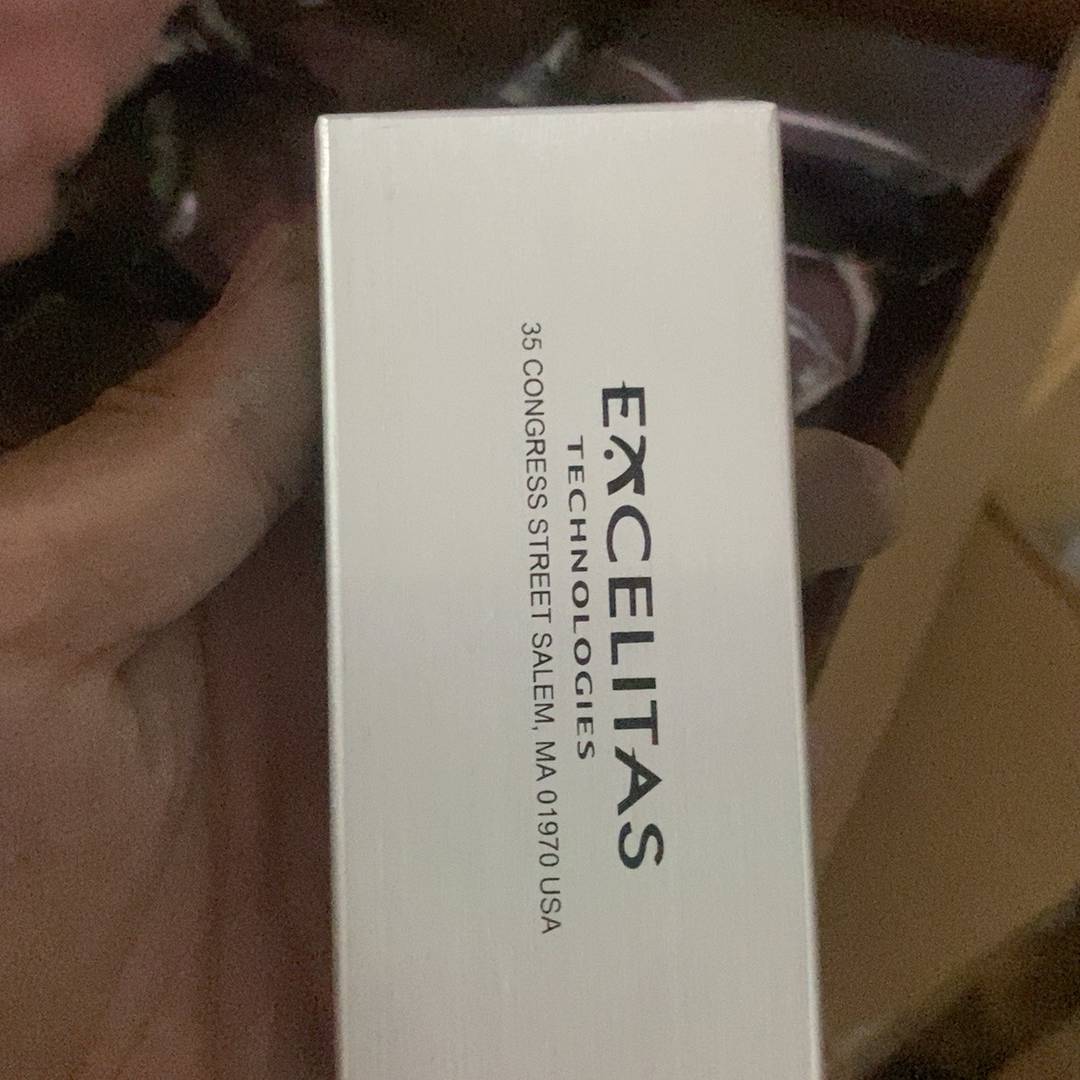 EXCELITAS
TECHNOLOGIES
35 CONGRESS STREET SALEM, MA 01970 USA